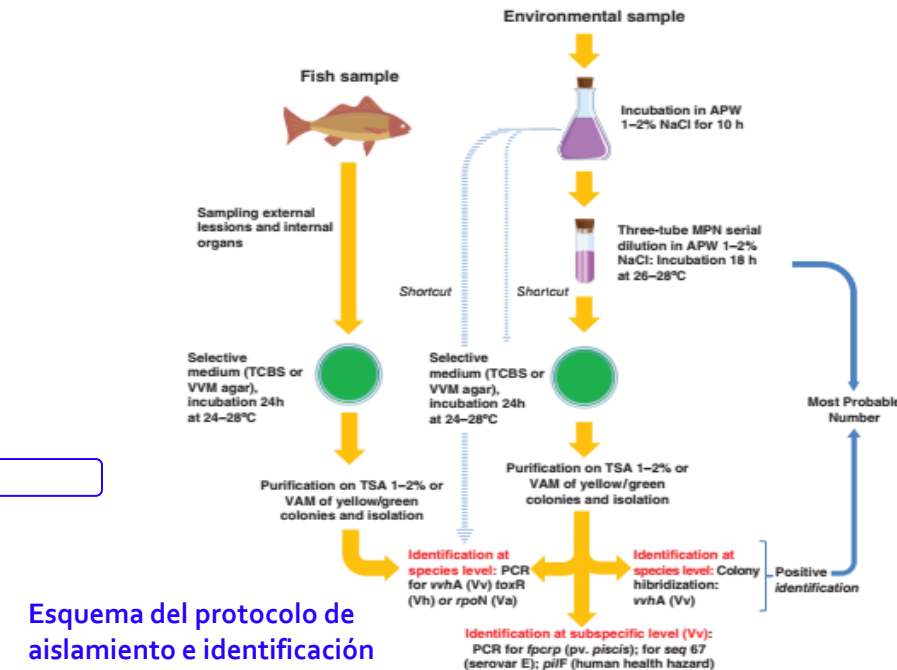 Environmental sample
Fish sample
Incubation in APW
1–2% NaCl for 10 h
Sampling external
lessions and internal
organs
Three-tube MPN serial
dilution in APW 1–2%
NaCl: Incubation 18 h
at 26–28ºC
Shortcut
Shortcut
Selective
medium (TCBS or
VVM agar),
incubation 24h
at 24–28ºC
Selective
medium (TCBS or
VVM agar),
incubation 24h
at 24–28ºC
Most Probable
Number
Purification on TSA 1–2% or
VAM of yellow/green
colonies and isolation
Purification on TSA 1–2% or
VAM of yellow/green
colonies and isolation
Identification at
species level: PCR
for vvhA (Vv) toxR
(Vh) or rpoN (Va)
Identification at
species level: Colony
hibridization:
vvhA (Vv)
Positive
identification
Identification at subspecific level (Vv):
PCR for fpcrp (pv. piscis); for seq 67
(serovar E); pilF (human health hazard)
Esquema del protocolo de
aislamiento e identificación